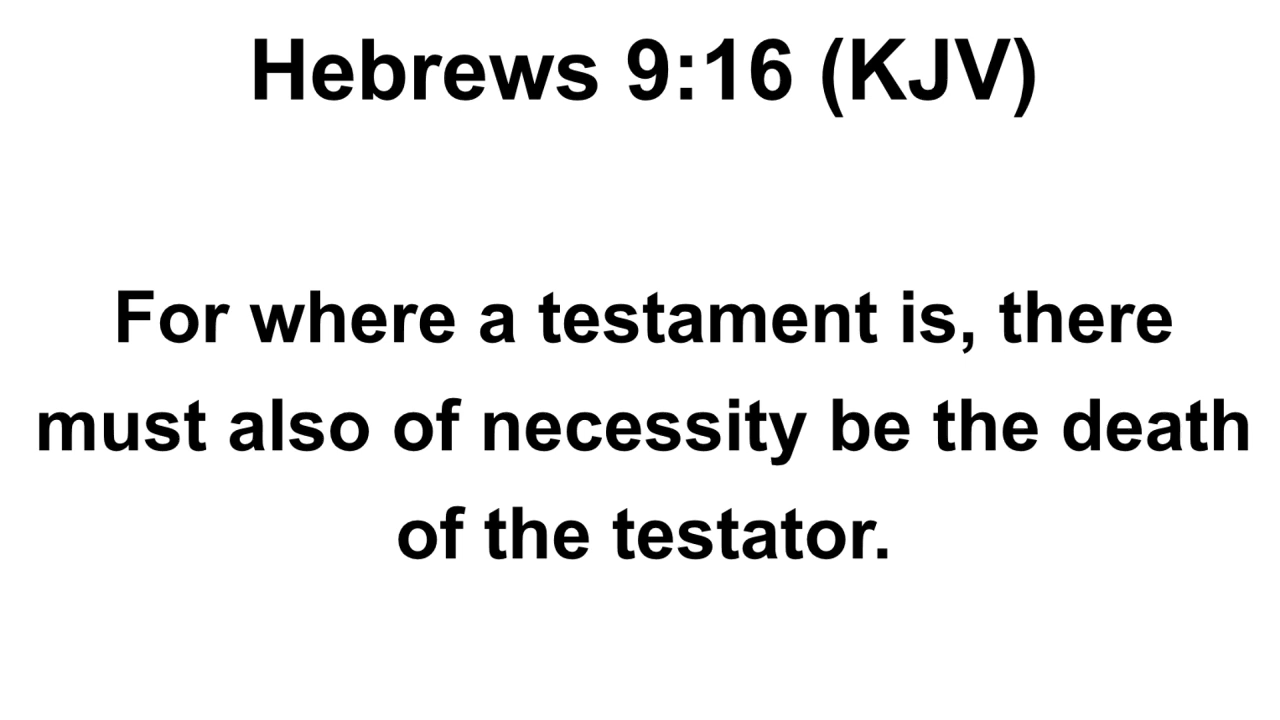 Hebrews 9:16 (KJV)
For where a testament is, there
must also of necessity be the death
of the testator.